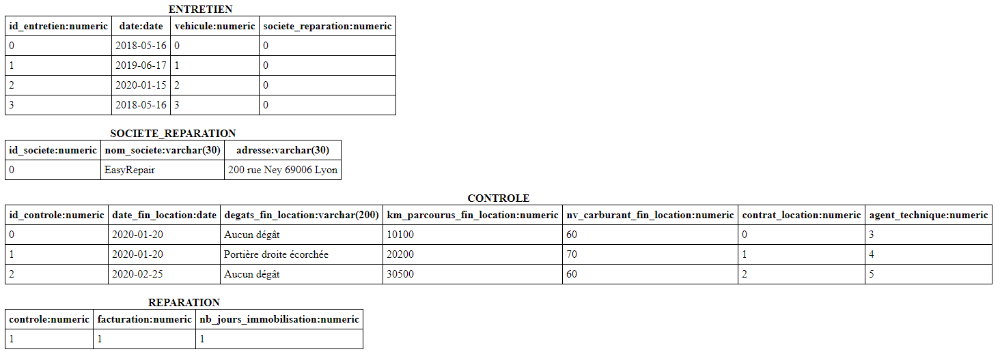 ENTRETIEN
id_entretien:numeric date:date vehicule:numeric societe_reparation:numeric
0 2018-05-16 0 0
1 2019-06-17 1 0
2 2020-01-15 2 0
3 2018-05-16 3 0
SOCIETE_REPARATION
id_societe:numeric nom_societe:varchar(30) adresse:varchar(30)
0 EasyRepair 200 rue Ney 69006 Lyon
CONTROLE
id_controle:numeric date_fin_location:date degats_fin_location:varchar(200) km_parcourus_fin_location:numeric nv_carburant_fin_location:numeric contrat_location:numeric agent_technique:numeric
0 2020-01-20 Aucun dégât 10100 60 0 3
1 2020-01-20 Portière droite écorchée 20200 70 1 4
2 2020-02-25 Aucun dégât 30500 60 2 5
REPARATION
controle:numeric facturation:numeric nb_jours_immobilisation:numeric
1 1 1